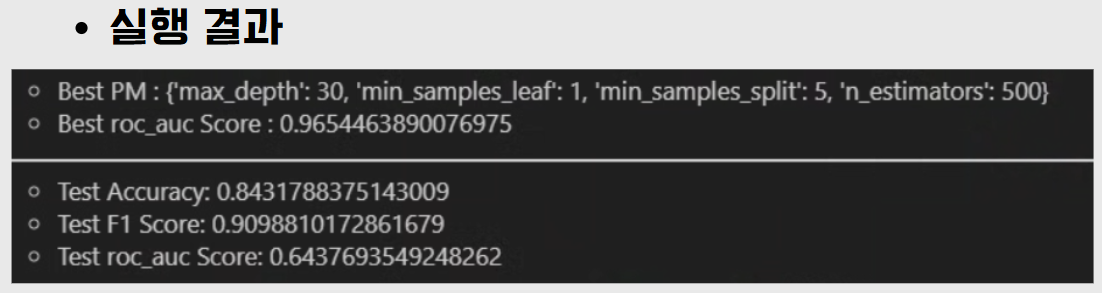 • 실행 결과
○ Best PM : {'max_depth': 30, 'min_samples_leaf': 1, 'min_samples_split': 5, 'n_estimators': 500}
○ Best roc_auc Score : 0.9654463890076975
○ Test Accuracy: 0.8431788375143009
○ Test F1 Score: 0.9098810172861679
○ Test roc_auc Score: 0.6437693549248262